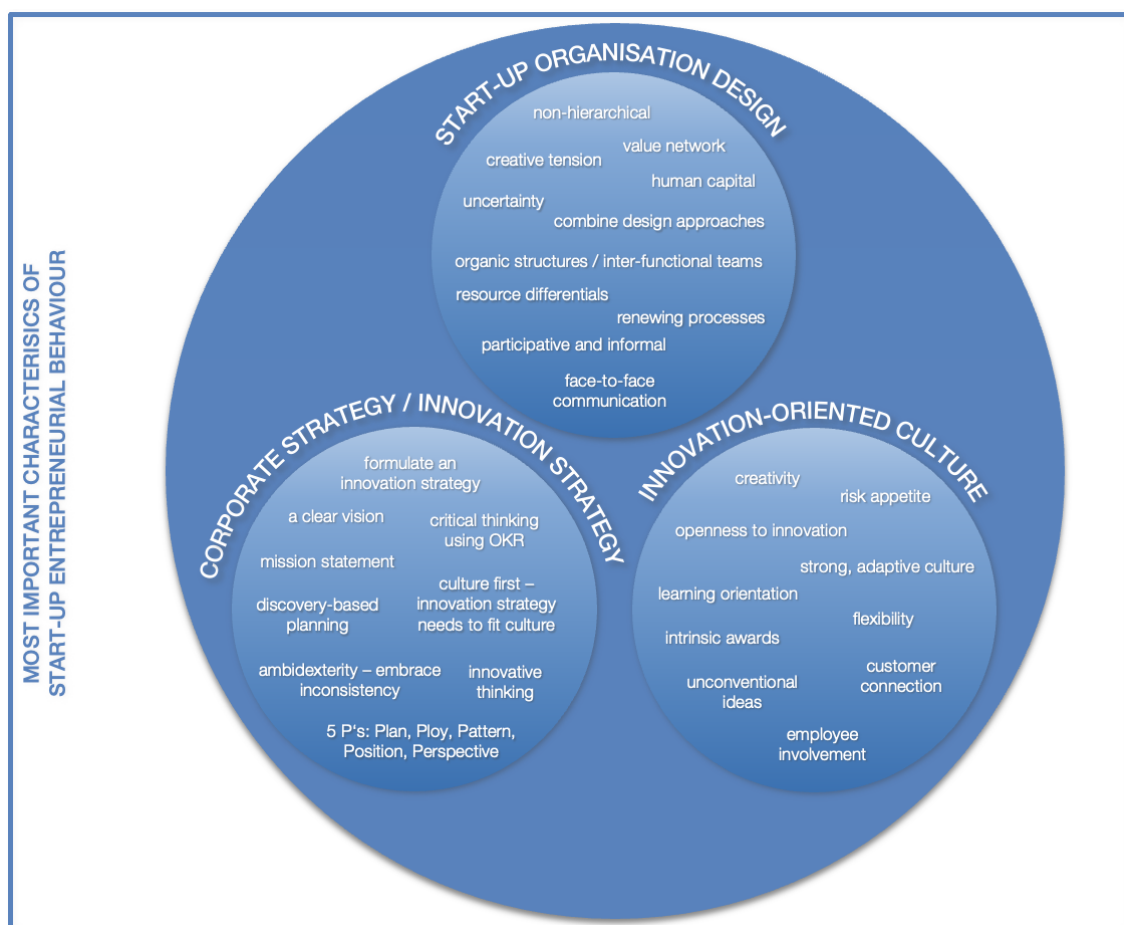 MOST IMPORTANT CHARACTERISICS OF
START-UP ENTREPRENEURIAL BEHAVIOUR
START-UP ORGANISATION DESIGN
non-hierarchical
value network
creative tension
human capital
uncertainty
combine design approaches
organic structures / inter-functional teams
resource differentials
renewing processes
participative and informal
face-to-face
communication
CORPORATE STRATEGY / INNOVATION STRATEGY
formulate an
innovation strategy
a clear vision
critical thinking
using OKR
mission statement
culture first –
innovation strategy
needs to fit culture
discovery-based
planning
ambidexterity – embrace
inconsistency
innovative
thinking
5 P's: Plan, Ploy, Pattern,
Position, Perspective
INNOVATION-ORIENTED CULTURE
creativity
risk appetite
openness to innovation
strong, adaptive culture
learning orientation
flexibility
intrinsic awards
customer
connection
unconventional
ideas
employee
involvement